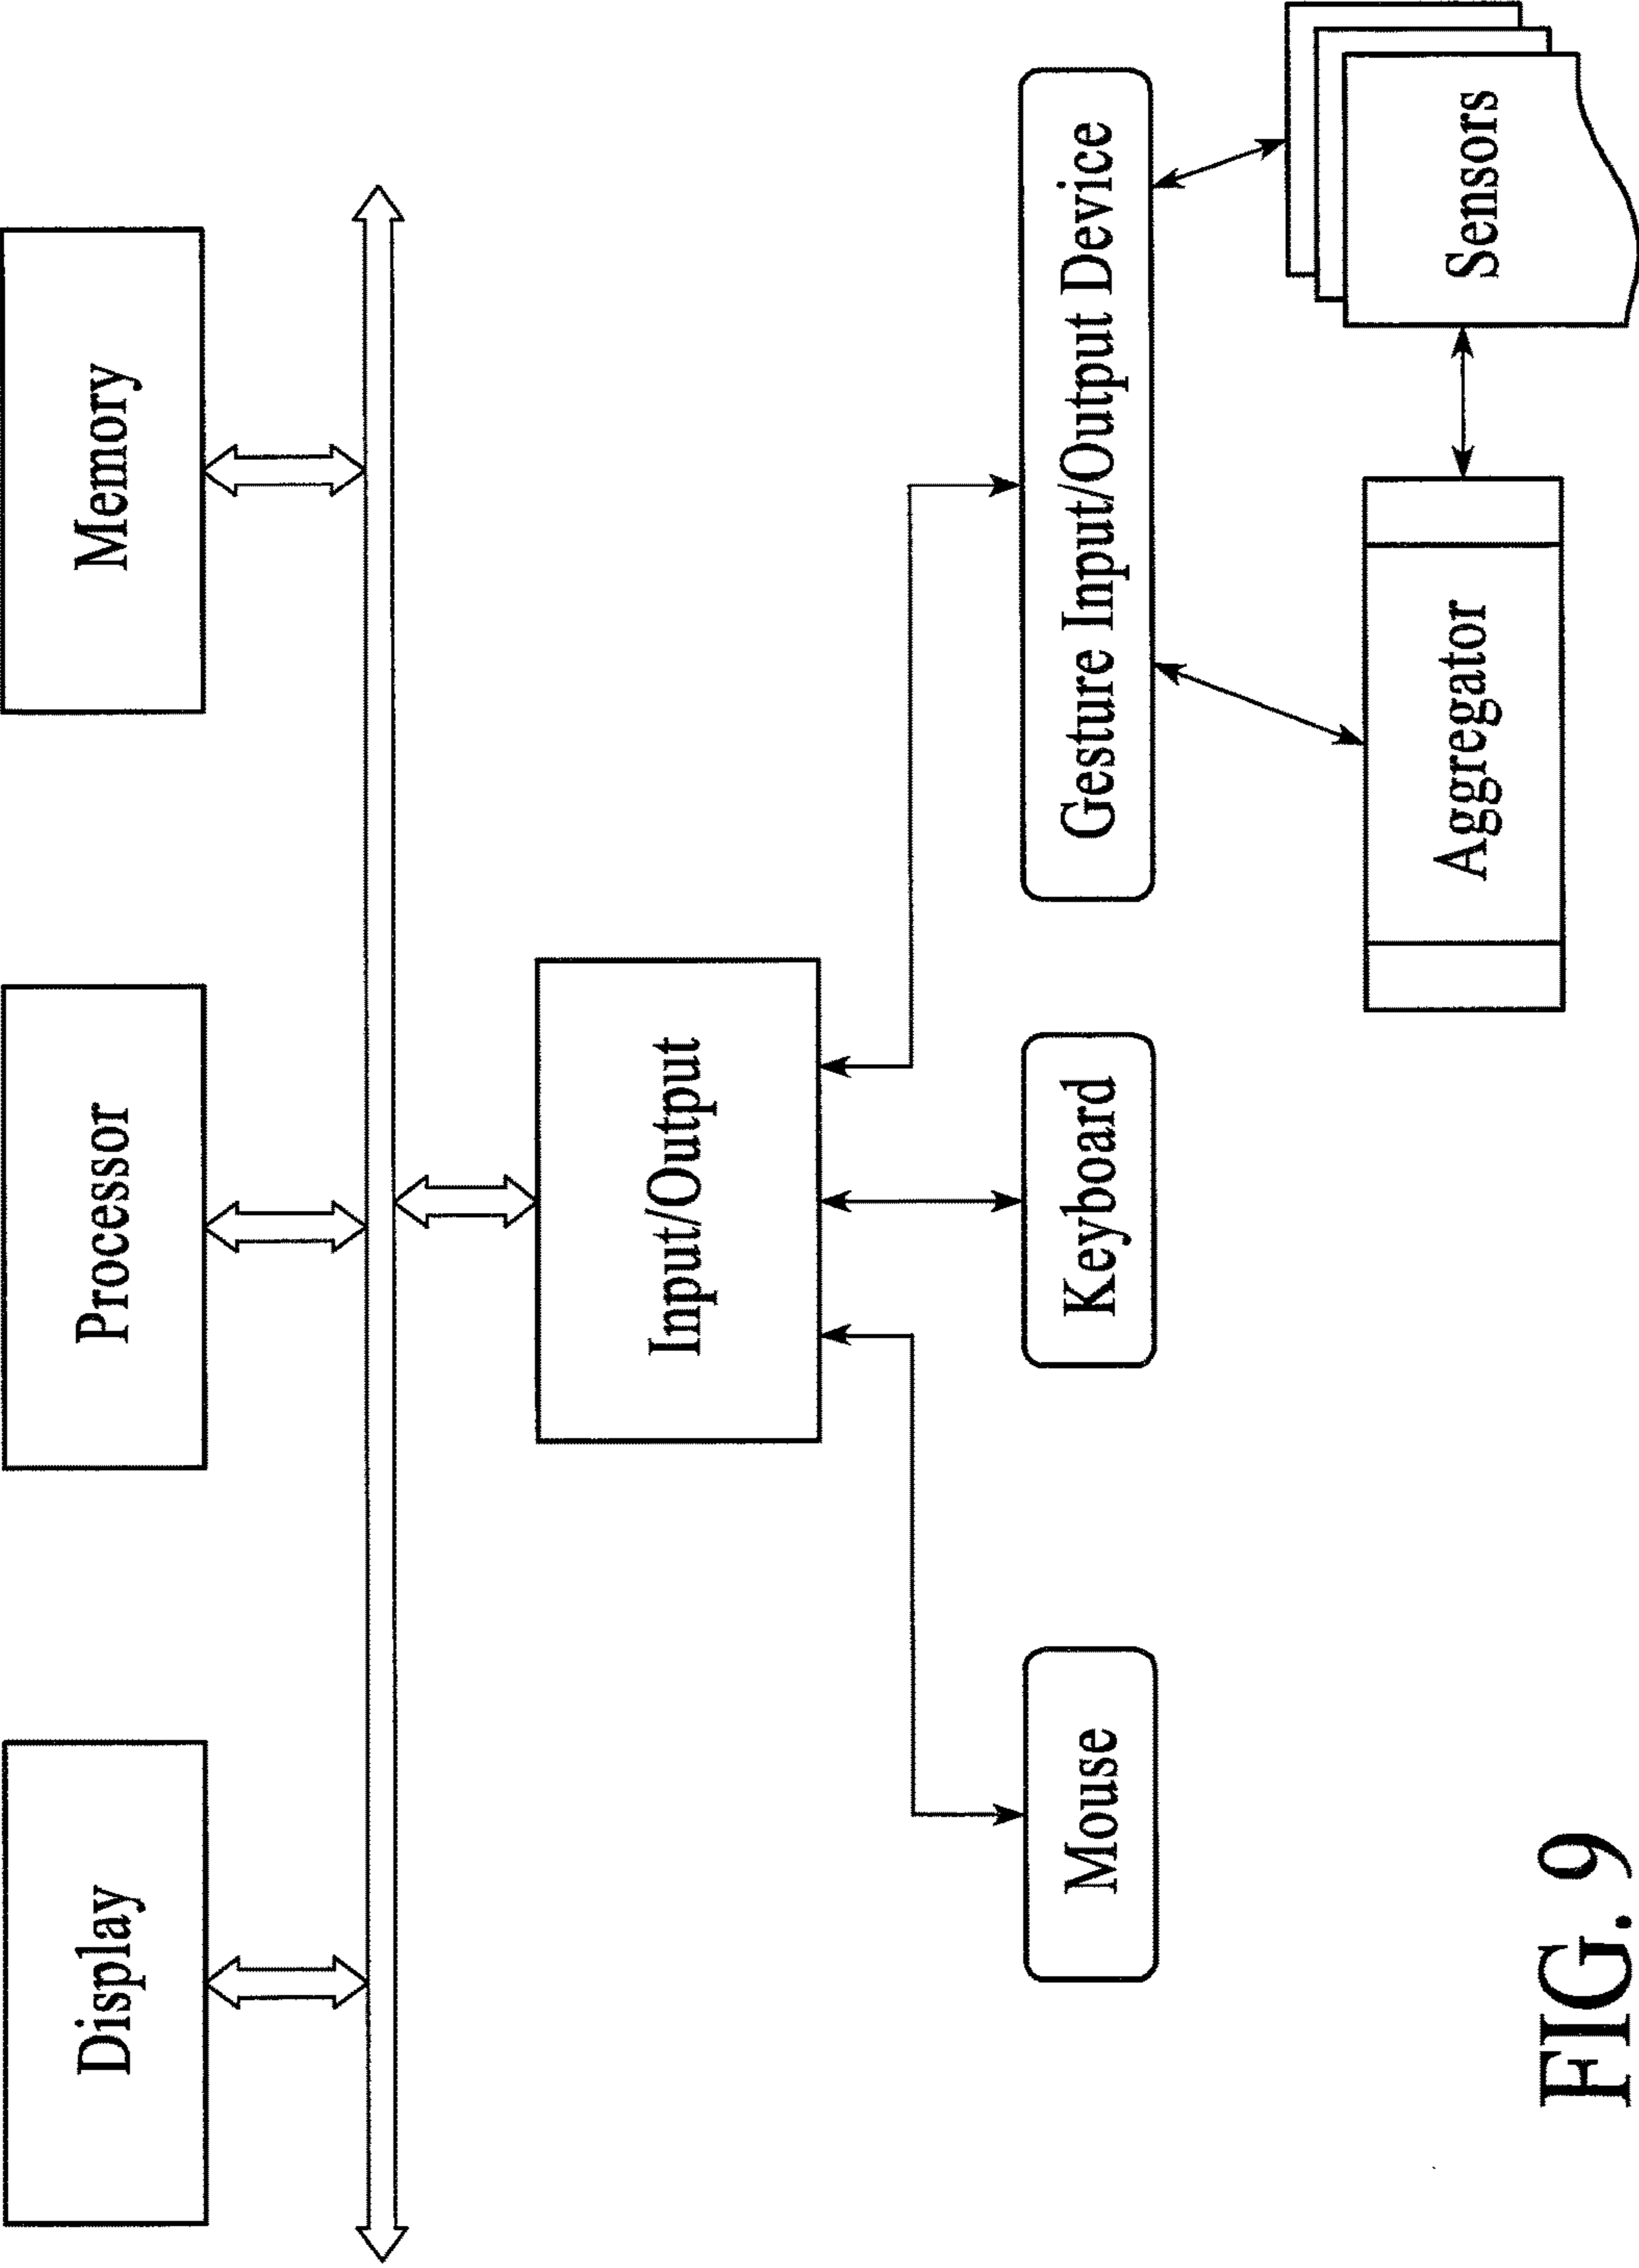 Display
Processor
Memory
Input/Output
Mouse
Keyboard
Gesture Input/Output Device
Aggregator
Sensors
FIG. 9